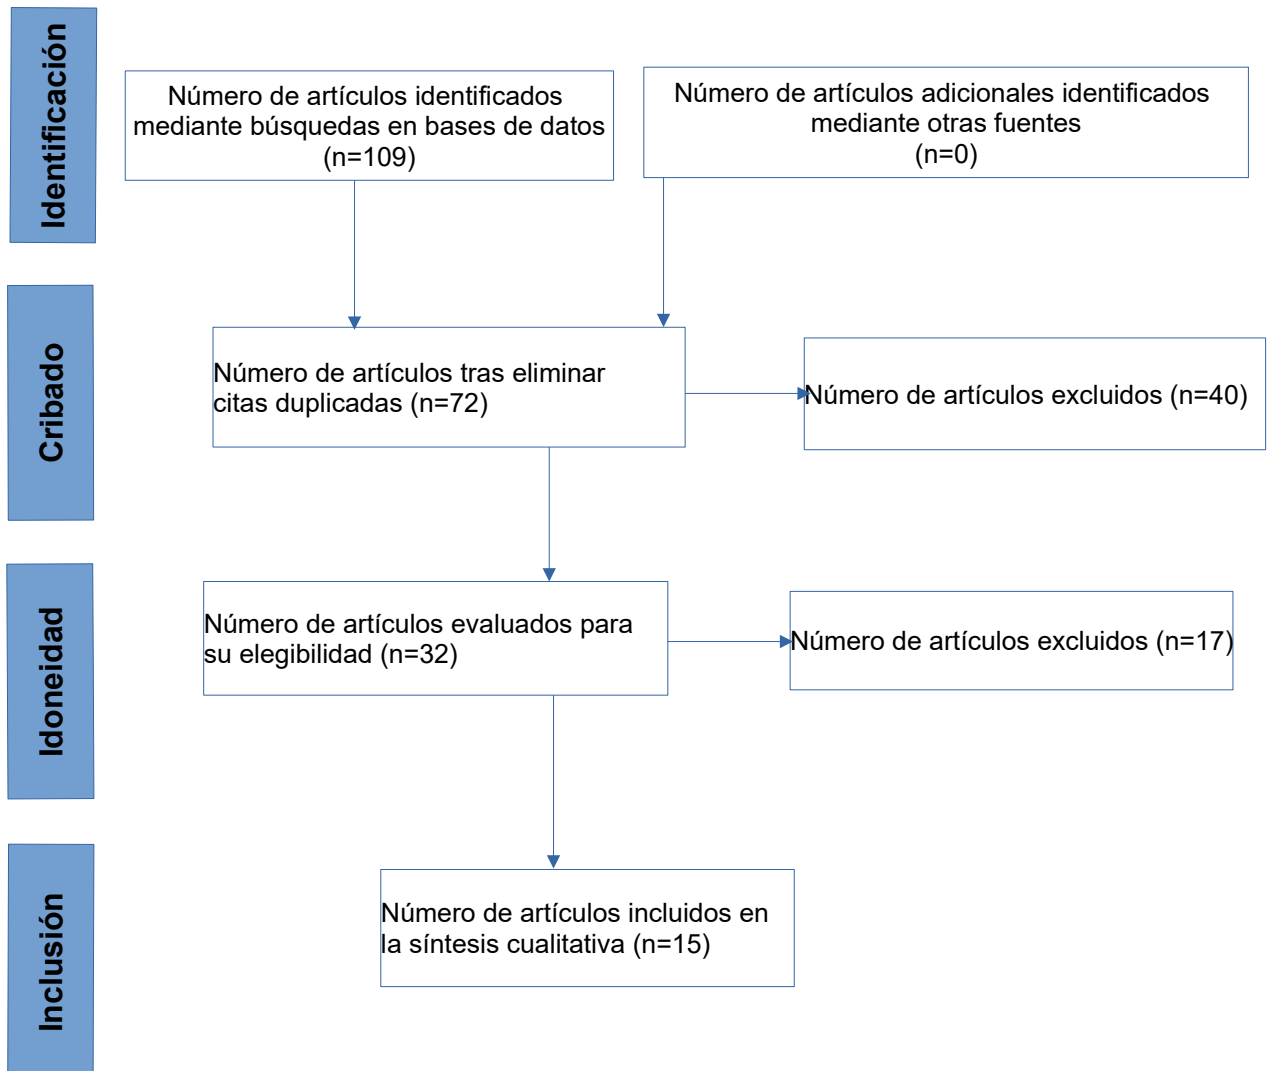 Identificación
Número de artículos identificados
mediante búsquedas en bases de datos
(n=109)
Número de artículos adicionales identificados
mediante otras fuentes
(n=0)
Cribado
Número de artículos tras eliminar
citas duplicadas (n=72)
Número de artículos excluidos (n=40)
Idoneidad
Número de artículos evaluados para
su elegibilidad (n=32)
Número de artículos excluidos (n=17)
Inclusión
Número de artículos incluidos en
la síntesis cualitativa (n=15)